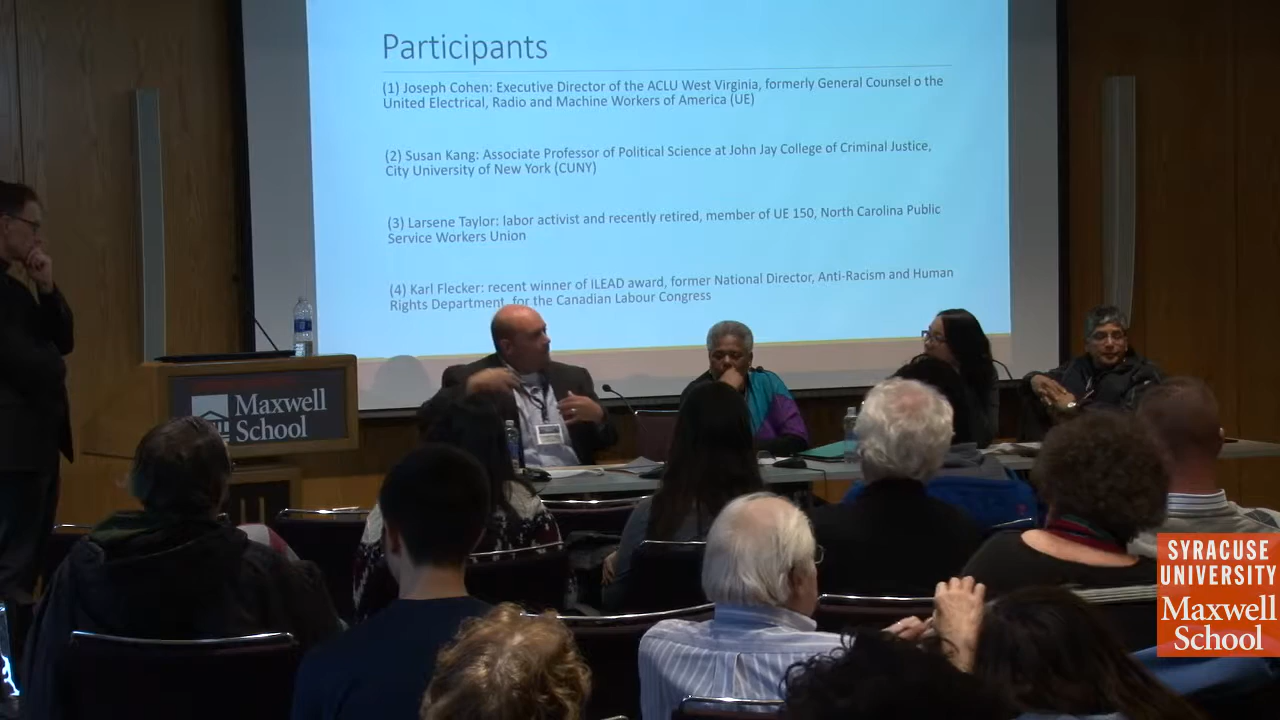 Participants
(1) Joseph Cohen: Executive Director of the ACLU West Virginia, formerly General Counsel o the
United Electrical, Radio and Machine Workers of America (UE)
(2) Susan Kang: Associate Professor of Political Science at John Jay College of Criminal Justice,
City University of New York (CUNY)
(3) Larsene Taylor: labor activist and recently retired, member of UE 150, North Carolina Public
Service Workers Union
(4) Karl Flecker: recent winner of ILEAD award, former National Director, Anti-Racism and Human
Rights Department, for the Canadian Labour Congress
Maxwell
School
SYRACUSE
UNIVERSITY
Maxwell
School